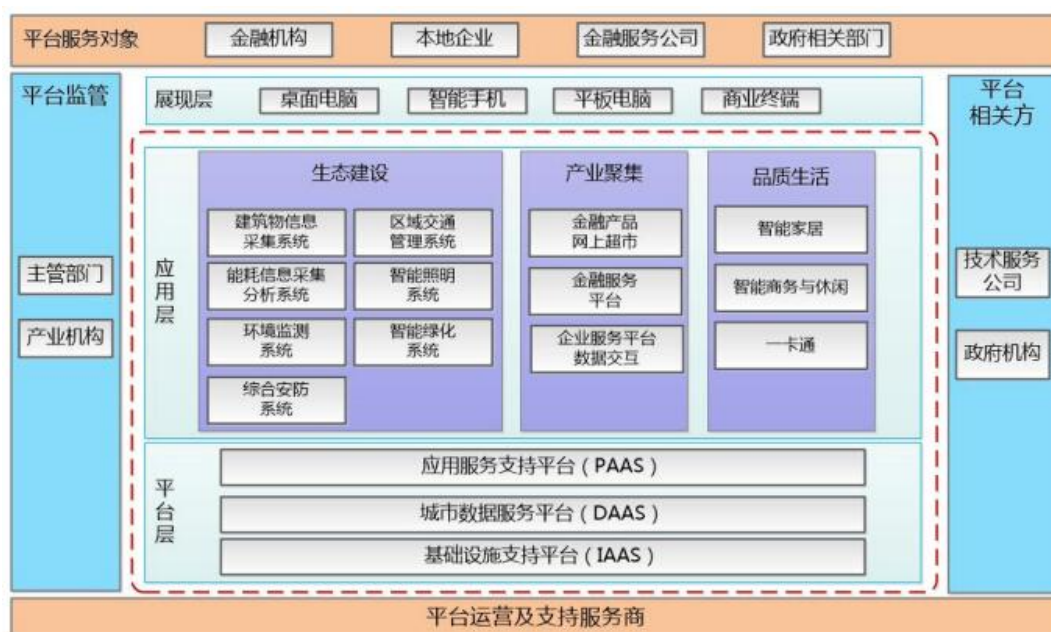 平台服务对象
金融机构
本地企业
金融服务公司
政府相关部门
平台监管
主管部门
产业机构
展现层
桌面电脑
智能手机
平板电脑
商业终端
应用层
生态建设
建筑物信息
采集系统
区域交通
管理系统
能耗信息采集
分析系统
智能照明
系统
环境监测
系统
智能绿化
系统
综合安防
系统
产业聚集
金融产品
网上超市
金融服务
平台
企业服务平台
数据交互
品质生活
智能家居
智能商务与休闲
一卡通
平台层
应用服务支持平台（PAAS）
城市数据服务平台（DAAS）
基础设施支持平台（IAAS）
平台
相关方
技术服务
公司
政府机构
平台运营及支持服务商